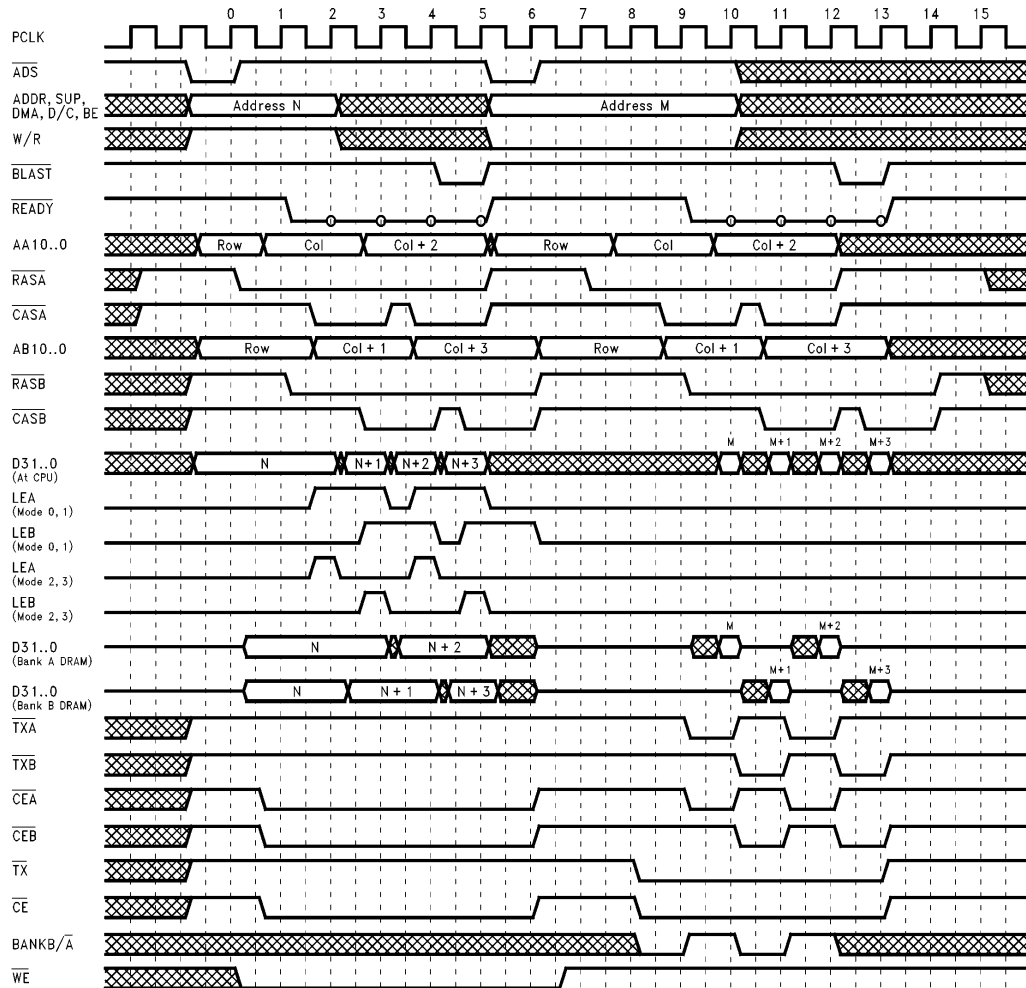 0 1 2 3 4 5 6 7 8 9 10 11 12 13 14 15
PCLK
ADS
ADDR, SUP,
DMA, D/C, BE
Address N Address M
W/R
BLAST
READY
AA10..0 Row Col Col + 2 Row Col Col + 2
RASA
CASA
AB10..0 Row Col + 1 Col + 3 Row Col + 1 Col + 3
RASB
CASB
M M+1 M+2 M+3
D31..0 N N+1 N+2 N+3
(At CPU)
LEA
(Mode 0, 1)
LEB
(Mode 0, 1)
LEA
(Mode 2, 3)
LEB
(Mode 2, 3)
M M+2
D31..0 N N + 2
(Bank A DRAM)
M+1 M+3
D31..0 N N + 1 N + 3
(Bank B DRAM)
TXA
TXB
CEA
CEB
TX
CE
BANKB/A
WE